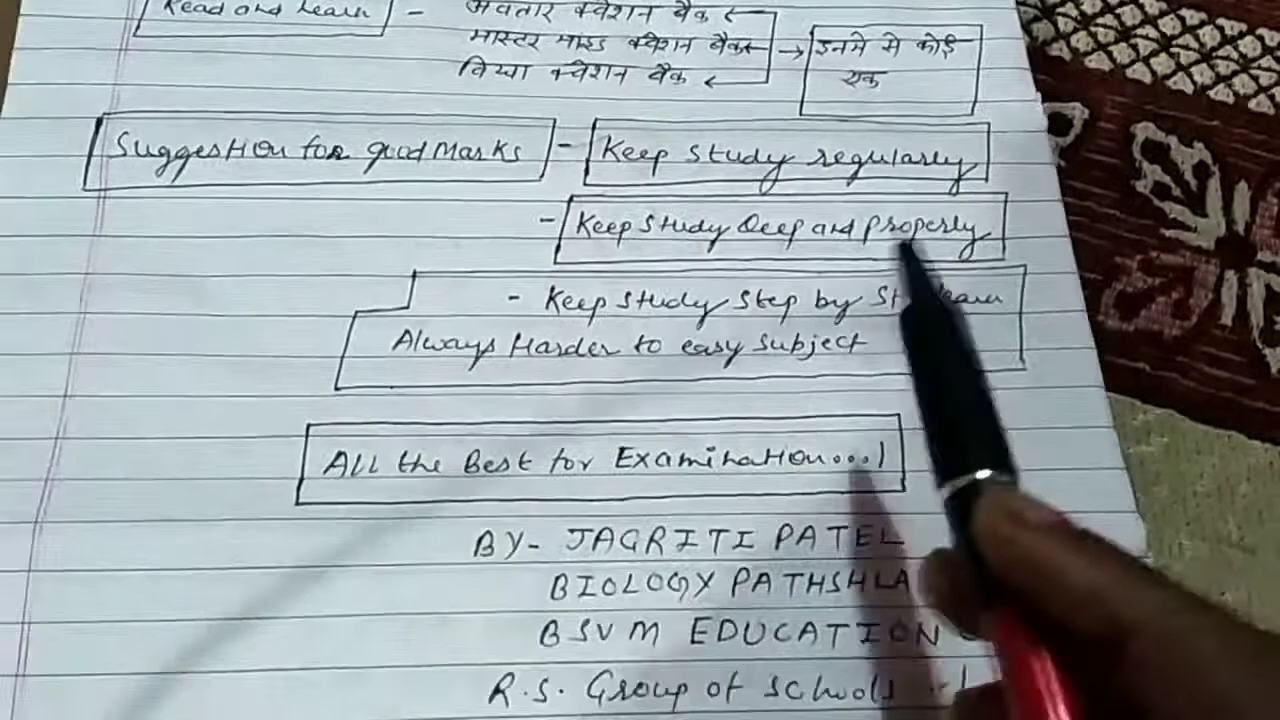 Read and Learn - अवतार क्वेशन बैंक ←
मास्टर माइंड क्वेशन बैंक ← → इनमे से कोई
विद्या क्वेशन बैंक ← एक
Suggestion for good Marks - Keep Study regularly
- Keep Study Deep and Properly
- Keep Study Step by
Always Harder to easy Subject
All the Best for Examination...!
BY- JAGRITI PATEL
BIOLOGY PATHSHLA
BSVM EDUCATION
R.S. Group of Schools